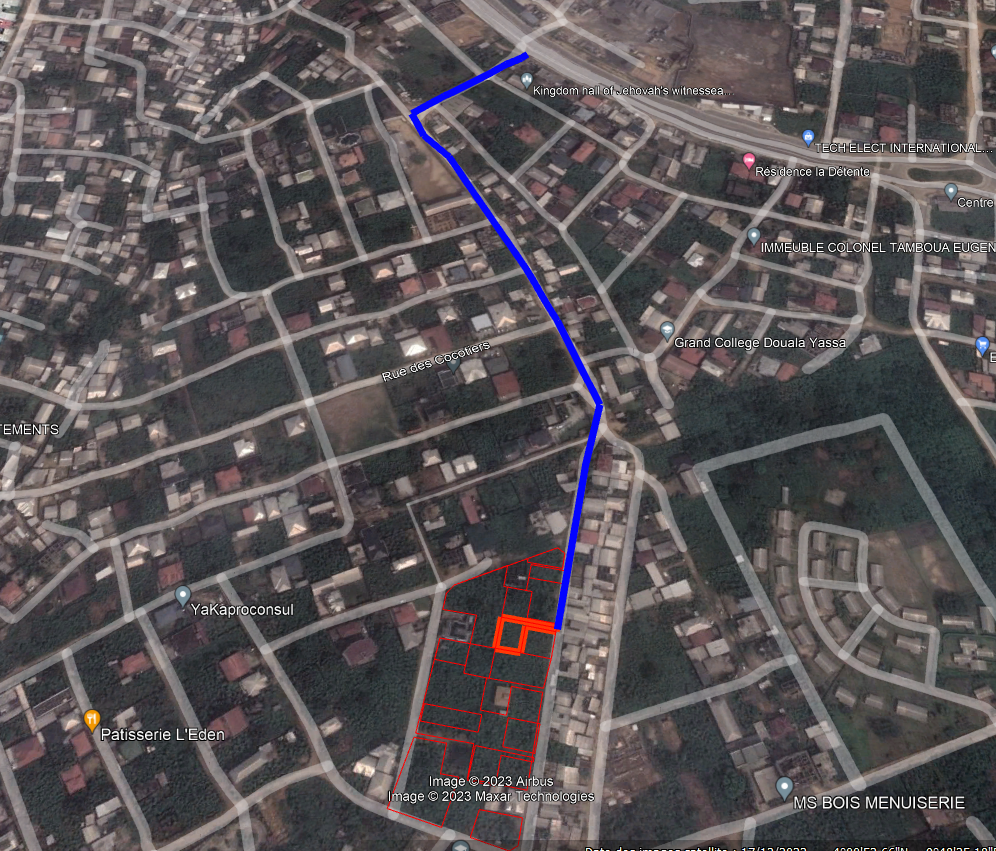 Kingdom hall of Jehovah's witnessea...
TECH ELECT INTERNATIONAL...
Résidence la Détente
Centre
IMMEUBLE COLONEL TAMBOUA EUGEN
Grand College Douala Yassa
E
Rue des Cocotiers
TEMENTS
YaKaproconsul
Patisserie L'Eden
Image © 2023 Airbus
Image © 2023 Maxar Technologies
MS BOIS MENUISERIE